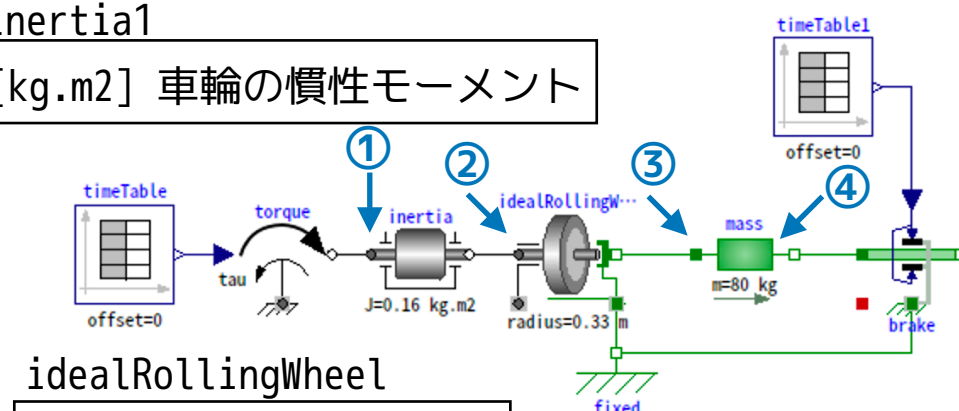 inertia1
[kg.m2] 車輪の慣性モーメント
timeTable1
offset=0
① ② ③ ④
timeTable
torque
inertia
idealRollingW…
mass
tau
J=0.16 kg.m2
m=80 kg
offset=0
radius=0.33 m
brake
idealRollingWheel
fixed